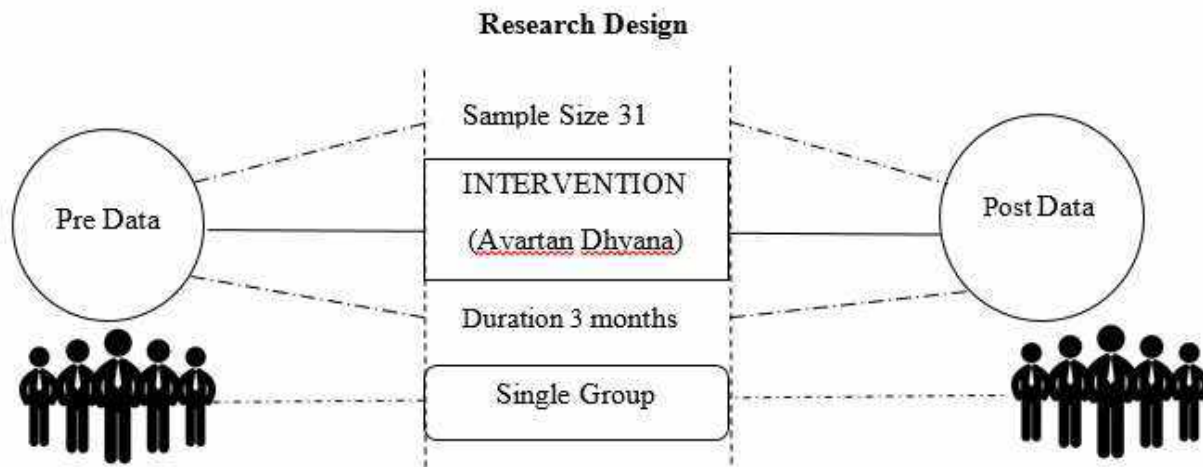 Research Design
Sample Size 31
Pre Data
INTERVENTION
(Avartan Dhyana)
Post Data
Duration 3 months
Single Group